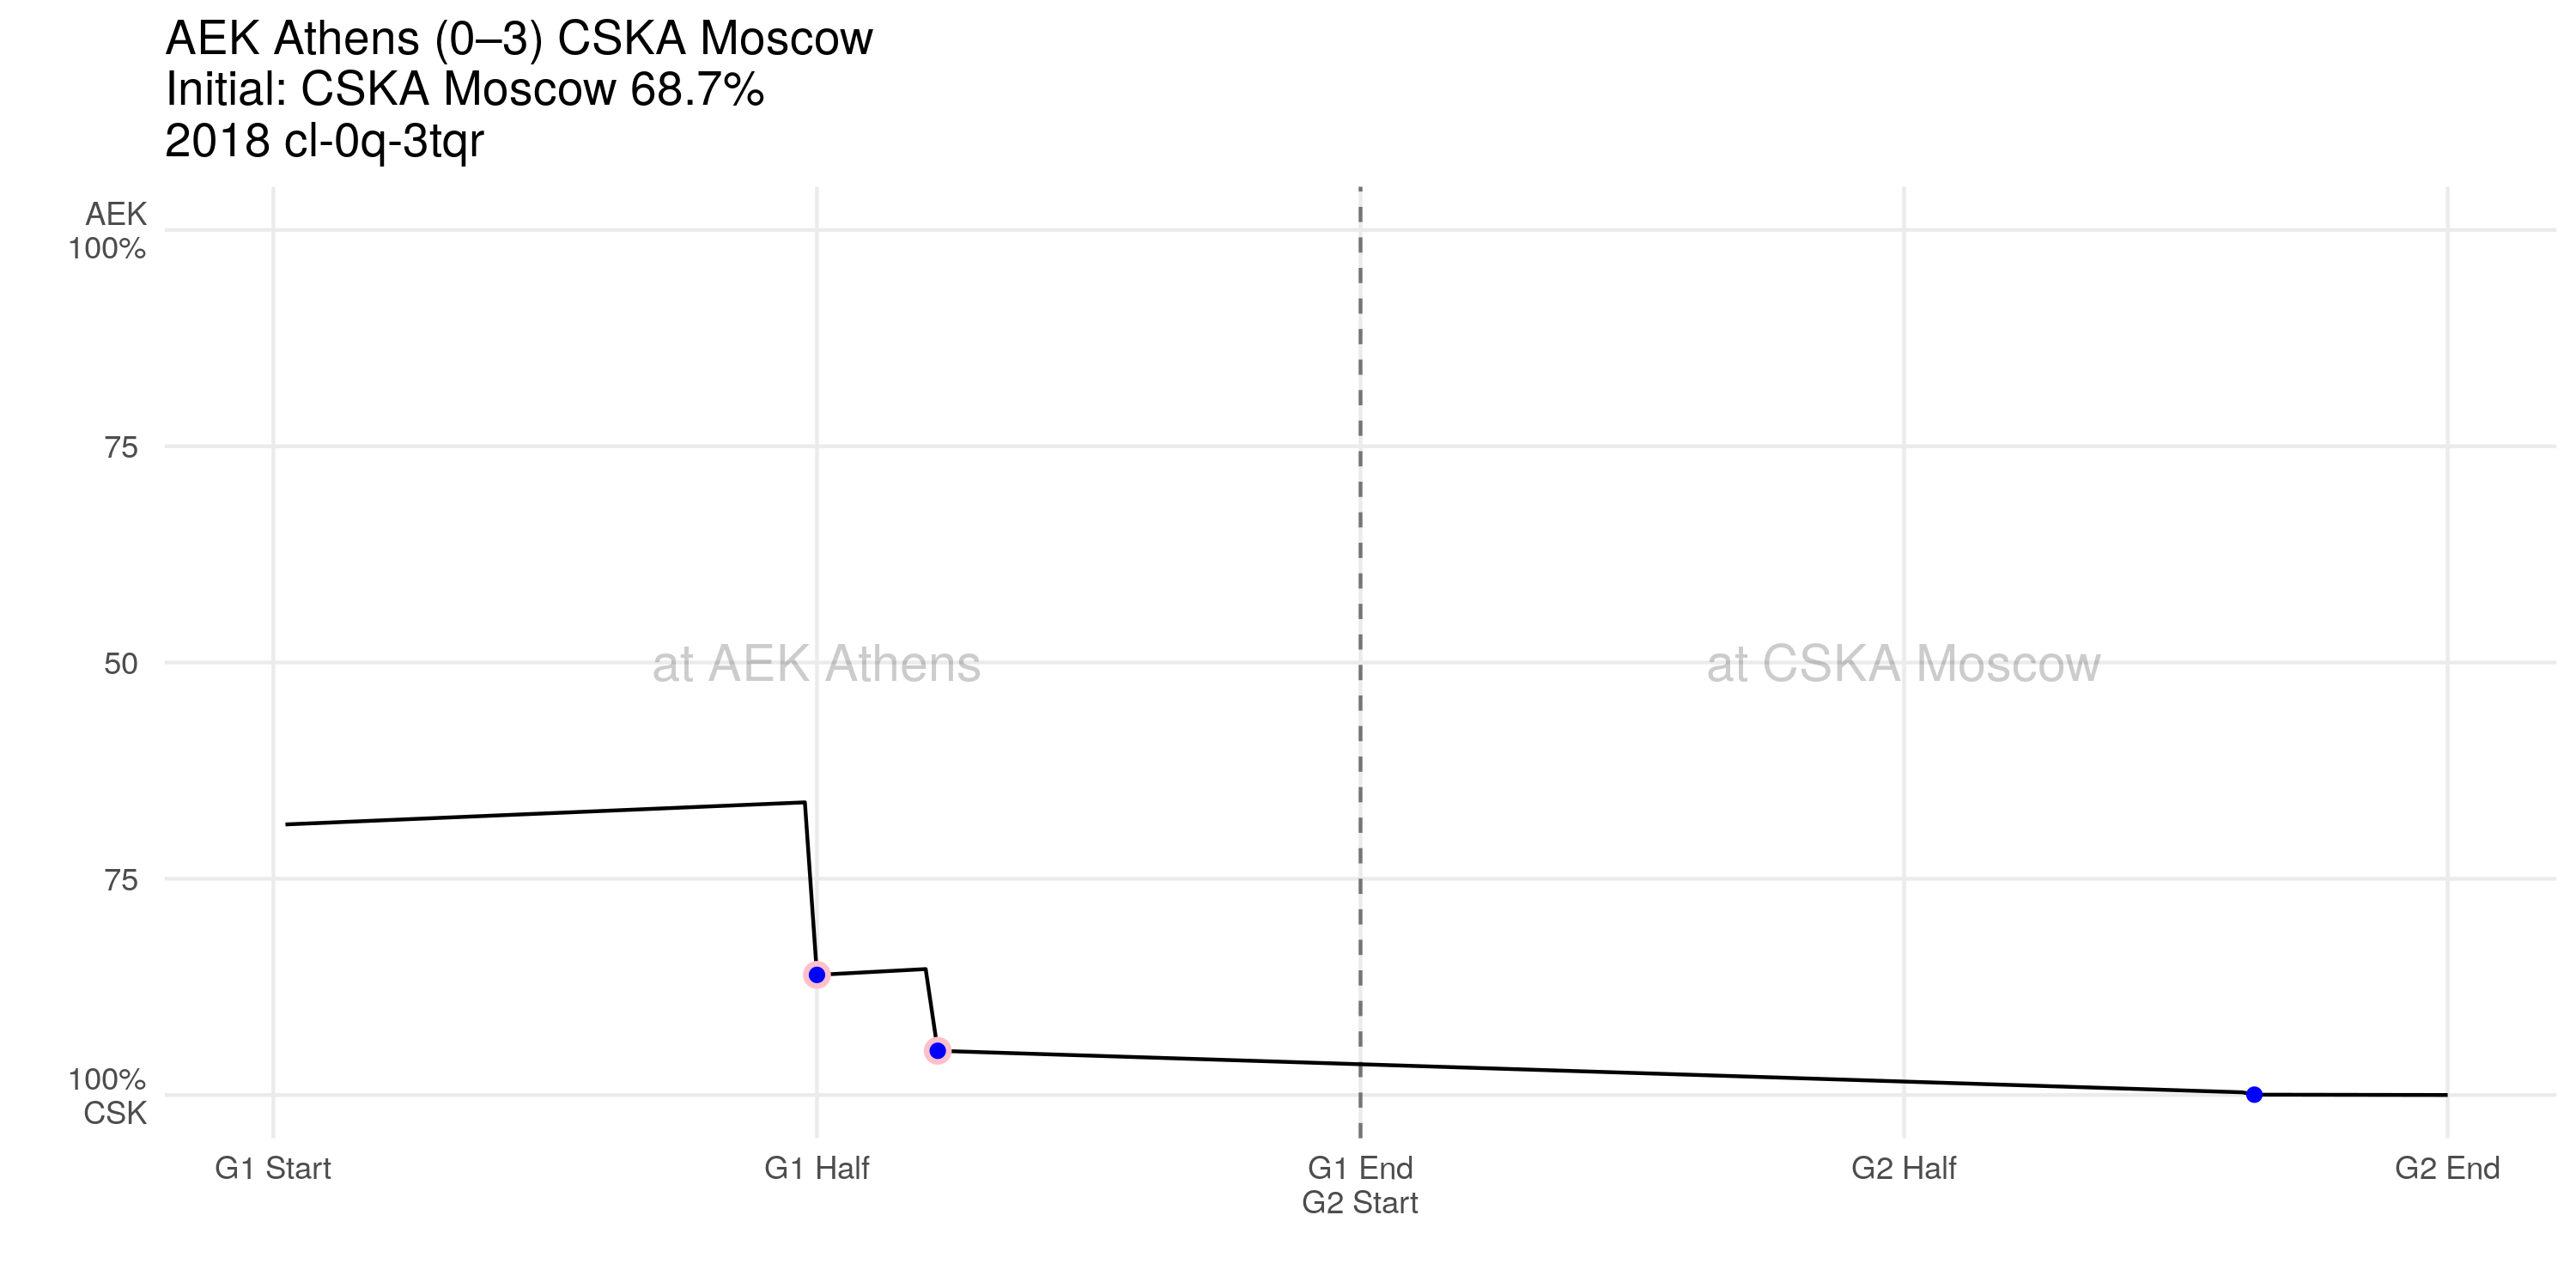 AEK Athens (0–3) CSKA Moscow
Initial: CSKA Moscow 68.7%
2018 cl-0q-3tqr
AEK
100%
75
50
75
100%
CSK
at AEK Athens
at CSKA Moscow
G1 Start
G1 Half
G1 End
G2 Start
G2 Half
G2 End